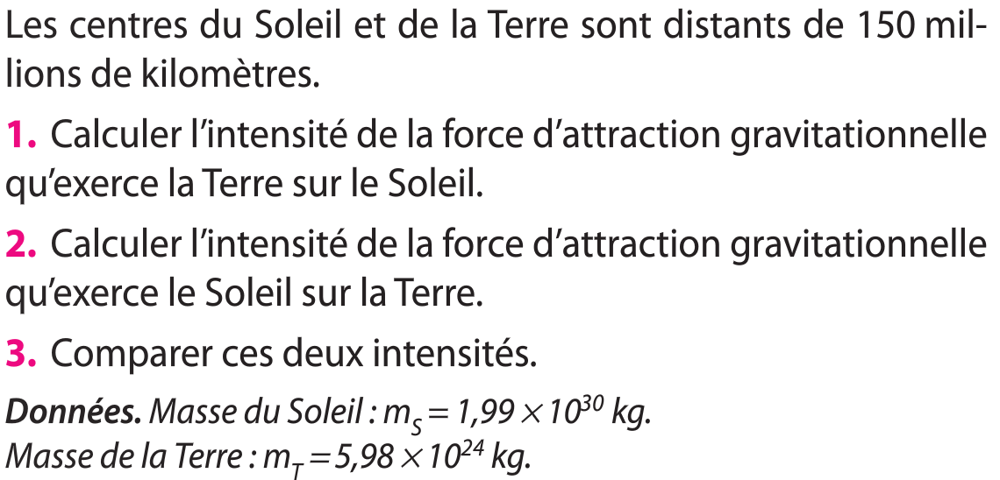 Les centres du Soleil et de la Terre sont distants de 150 mil-
lions de kilomètres.
1. Calculer l’intensité de la force d’attraction gravitationnelle
qu’exerce la Terre sur le Soleil.
2. Calculer l’intensité de la force d’attraction gravitationnelle
qu’exerce le Soleil sur la Terre.
3. Comparer ces deux intensités.
Données. Masse du Soleil : m_S = 1,99 × 10^30 kg.
Masse de la Terre : m_T = 5,98 × 10^24 kg.